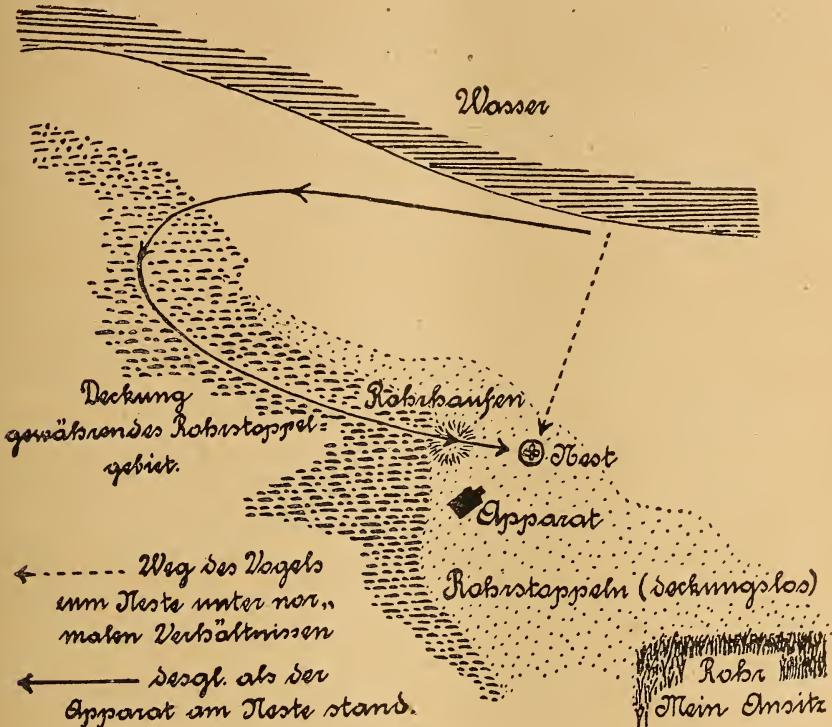 Wasser
Deckung
gewährendes Rohrstoppel=
gebiet.
Rohrhaufen
Nest
Apparat
Rohrstoppeln (deckungslos)
Weg des Vogels
zum Neste unter nor„
malen Verhältnissen
desgl. als der
Apparat am Neste stand.
Rohr
Mein Ansitz